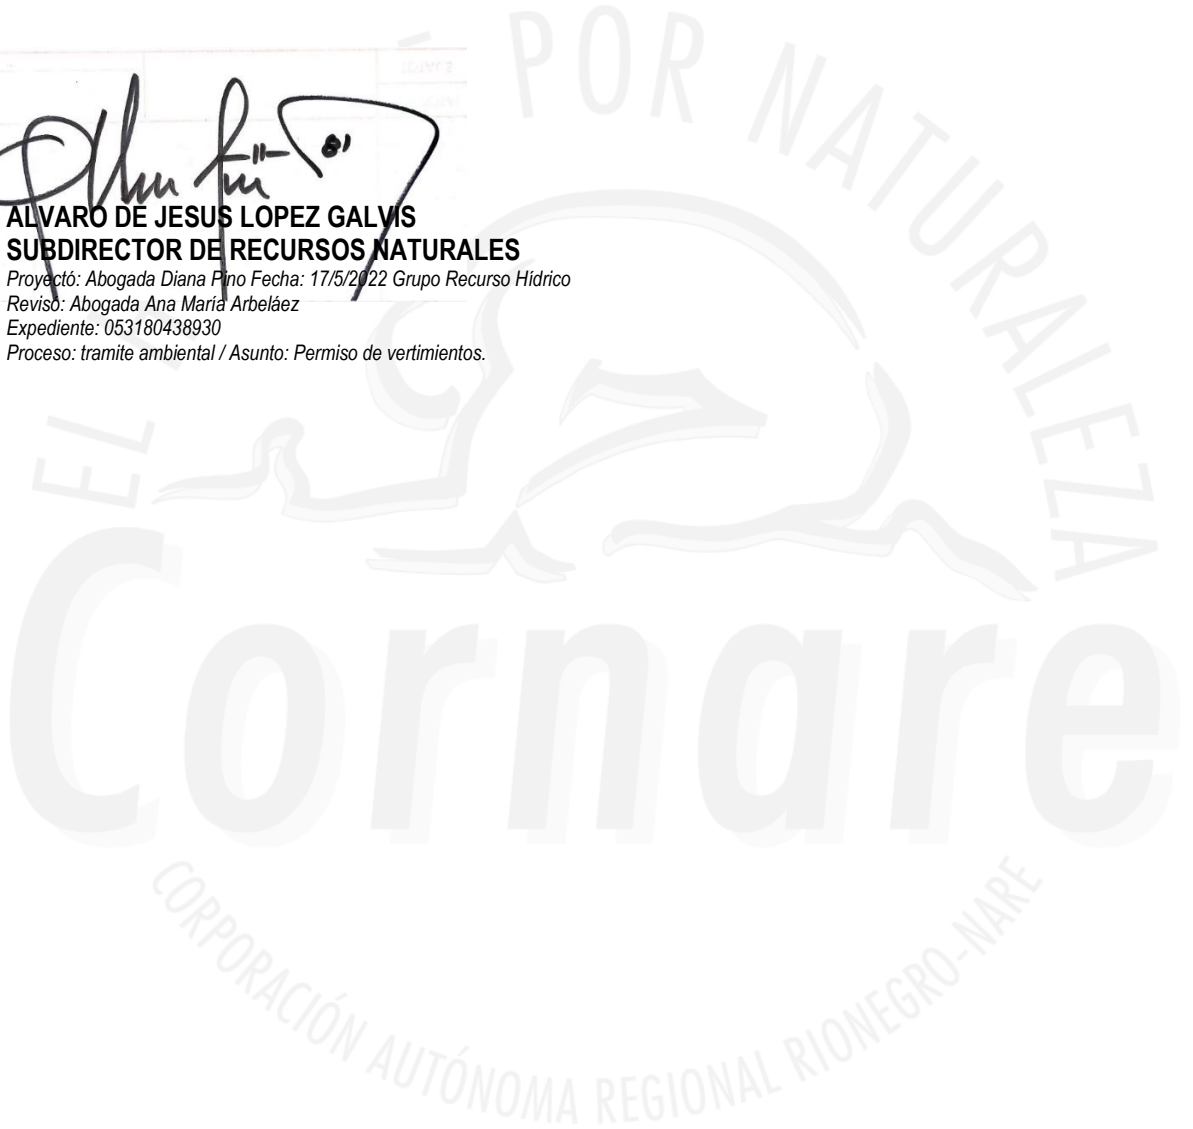 ALVARO DE JESUS LOPEZ GALVIS
SUBDIRECTOR DE RECURSOS NATURALES
Proyectó: Abogada Diana Pino Fecha: 17/5/2022 Grupo Recurso Hídrico
Revisó: Abogada Ana María Arbeláez
Expediente: 053180438930
Proceso: tramite ambiental / Asunto: Permiso de vertimientos.
POR NATURALEZA
Cornare
CORPORACIÓN AUTÓNOMA REGIONAL RIONEGRO-NARE